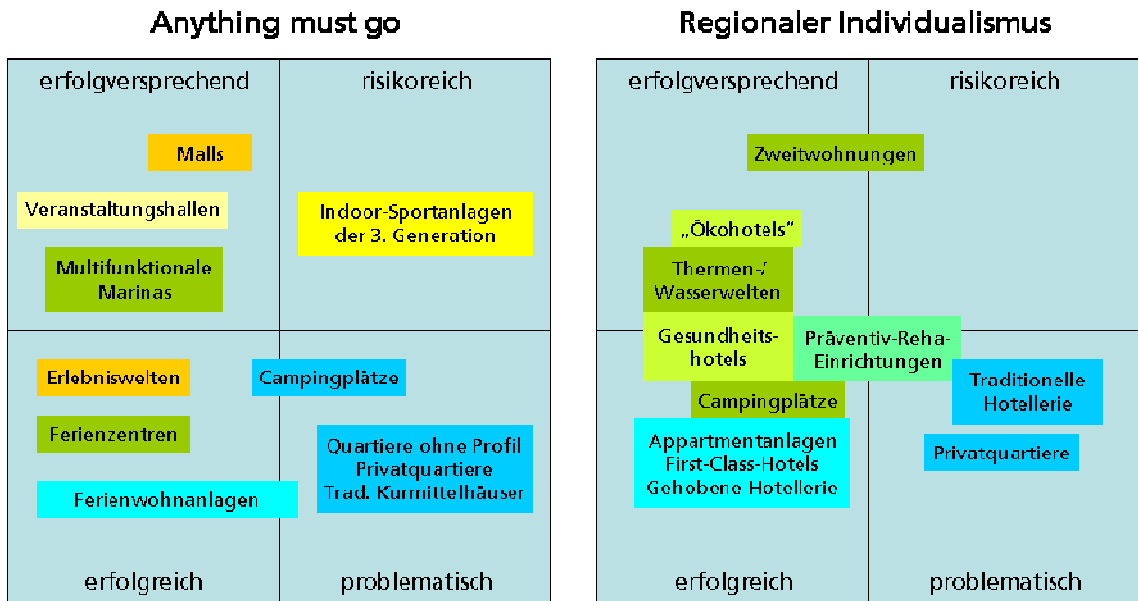 Anything must go
erfolgversprechend
risikoreich
Malls
Veranstaltungshallen
Indoor-Sportanlagen
der 3. Generation
Multifunktionale
Marinas
Erlebniswelten
Campingplätze
Ferienzentren
Quartiere ohne Profil
Privatquartiere
Trad. Kurmittelhäuser
Ferienwohnanlagen
erfolgreich
problematisch
Regionaler Individualismus
erfolgversprechend
risikoreich
Zweitwohnungen
„Ökohotels“
Thermen-/
Wasserwelten
Gesundheits-
hotels
Präventiv-Reha-
Einrichtungen
Traditionelle
Hotellerie
Campingplätze
Appartmentanlagen
First-Class-Hotels
Gehobene Hotellerie
Privatquartiere
erfolgreich
problematisch